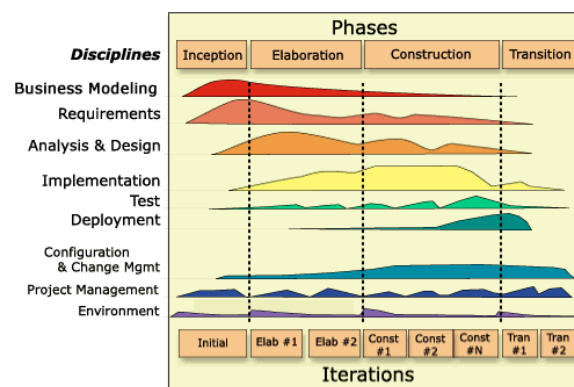 Phases
Disciplines
Inception
Elaboration
Construction
Transition
Business Modeling
Requirements
Analysis & Design
Implementation
Test
Deployment
Configuration
& Change Mgmt
Project Management
Environment
Initial
Elab #1
Elab #2
Const
#1
Const
#2
Const
#N
Tran
#1
Tran
#2
Iterations